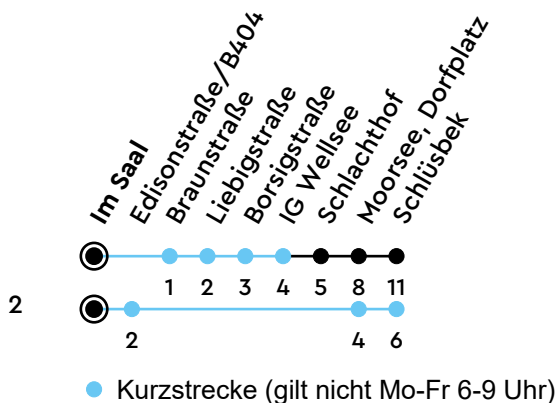 Im Saal
Edisonstraße/B404
Braunstraße
Liebigstraße
Borsigstraße
IG Wellsee
Schlachthof
Moorsee, Dorfplatz
Schlüsbek
1 2 3 4 5 8 11
2
2 4 6
Kurzstrecke (gilt nicht Mo-Fr 6-9 Uhr)